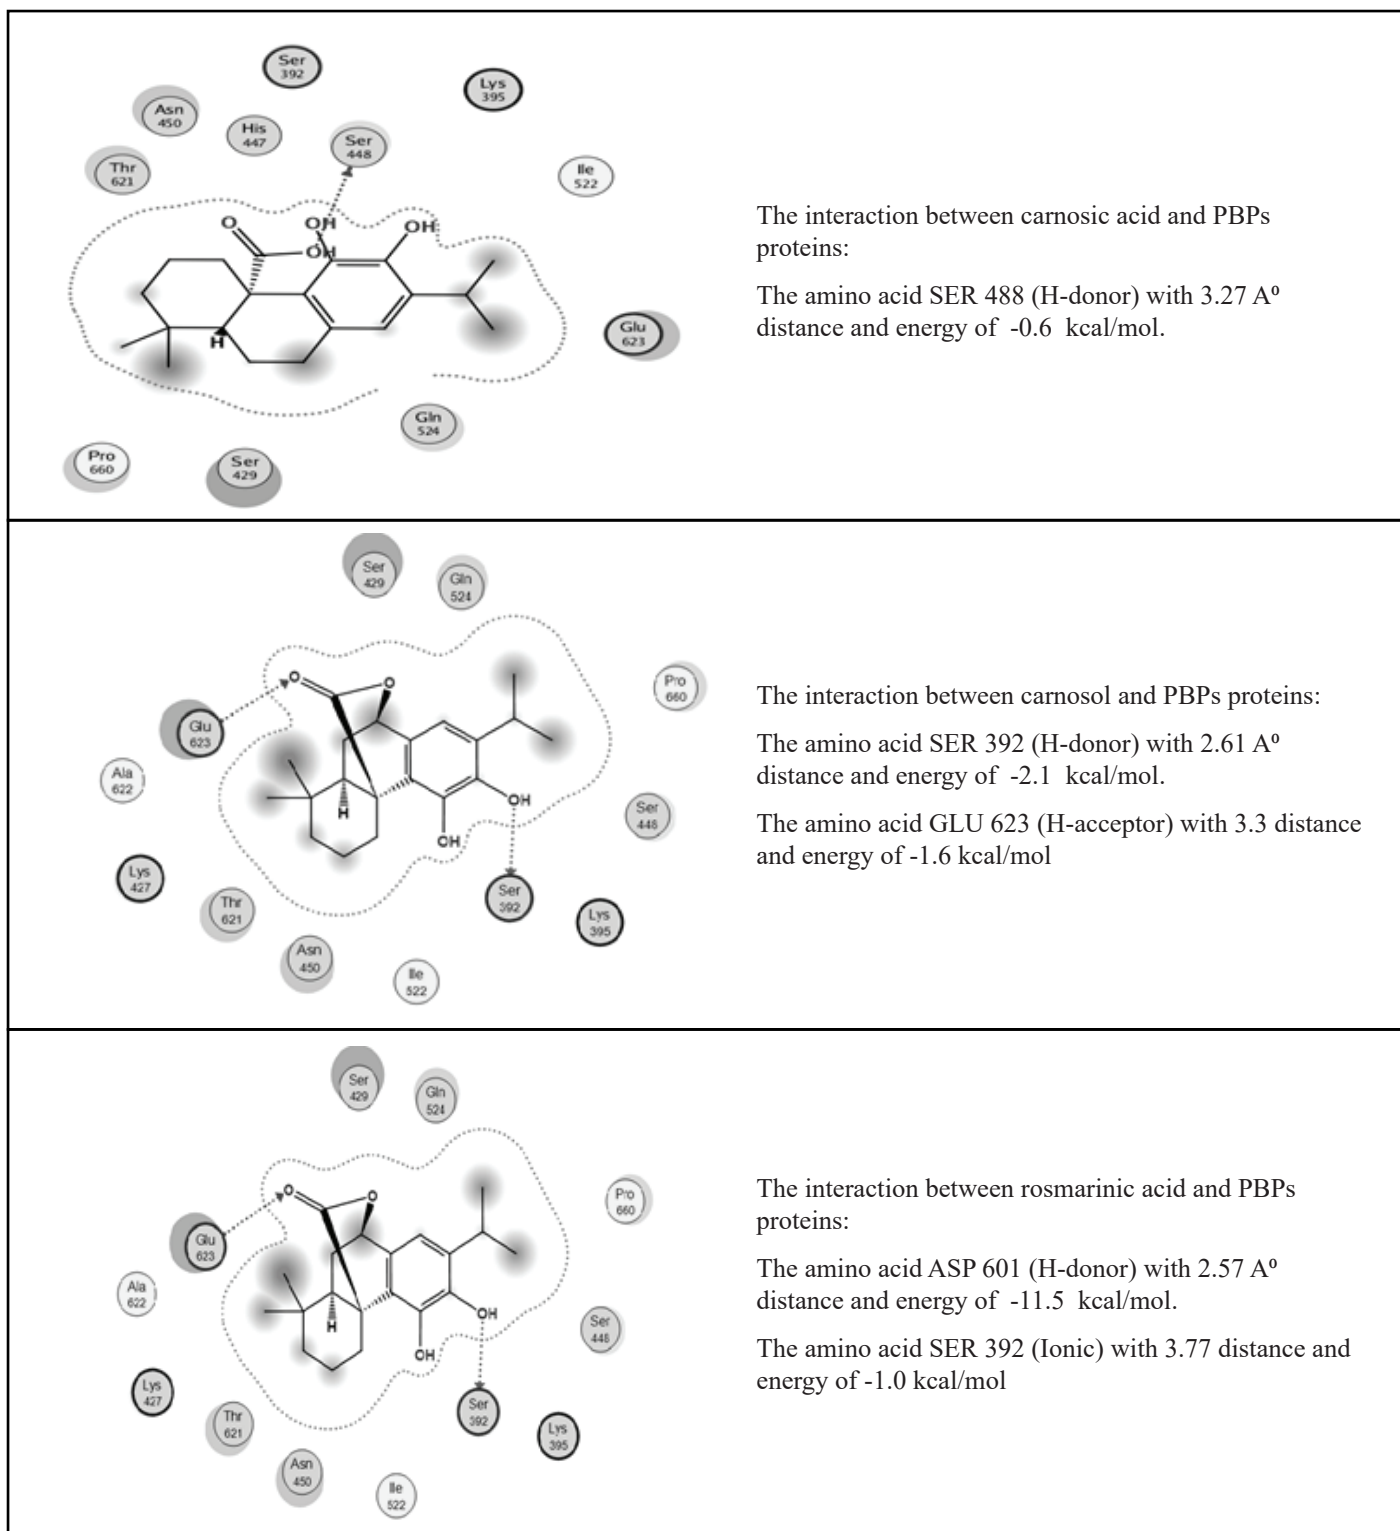 Ser
392
Lys
395
Asn
450
His
447
Ser
448
Thr
621
Ile
522
O
OH
OH
OH
H
Glu
623
Gln
524
Pro
660
Ser
429
The interaction between carnosic acid and PBPs
proteins:
The amino acid SER 488 (H-donor) with 3.27 A⁰
distance and energy of -0.6 kcal/mol.
Ser
429
Gln
524
Pro
660
O
O
Glu
623
Ala
622
H
OH
OH
Ser
448
Lys
427
Ser
392
Thr
621
Lys
395
Asn
450
Ile
522
The interaction between carnosol and PBPs proteins:
The amino acid SER 392 (H-donor) with 2.61 A⁰
distance and energy of -2.1 kcal/mol.
The amino acid GLU 623 (H-acceptor) with 3.3 distance
and energy of -1.6 kcal/mol
Ser
429
Gln
524
Pro
660
O
O
Glu
623
Ala
622
H
OH
OH
Ser
448
Lys
427
Ser
392
Thr
621
Lys
395
Asn
450
Ile
522
The interaction between rosmarinic acid and PBPs
proteins:
The amino acid ASP 601 (H-donor) with 2.57 A⁰
distance and energy of -11.5 kcal/mol.
The amino acid SER 392 (Ionic) with 3.77 distance and
energy of -1.0 kcal/mol